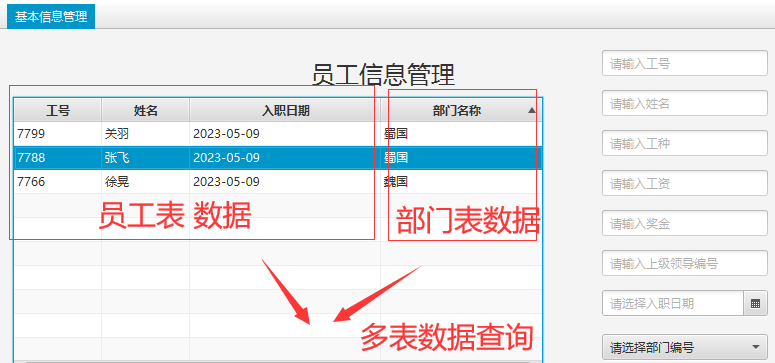 基本信息管理
员工信息管理
工号 姓名 入职日期 部门名称
7799 关羽 2023-05-09 蜀国
7788 张飞 2023-05-09 蜀国
7766 徐晃 2023-05-09 魏国
员工表 数据
部门表数据
多表数据查询
请输入工号
请输入姓名
请输入工种
请输入工资
请输入奖金
请输入上级领导编号
请选择入职日期
请选择部门编号